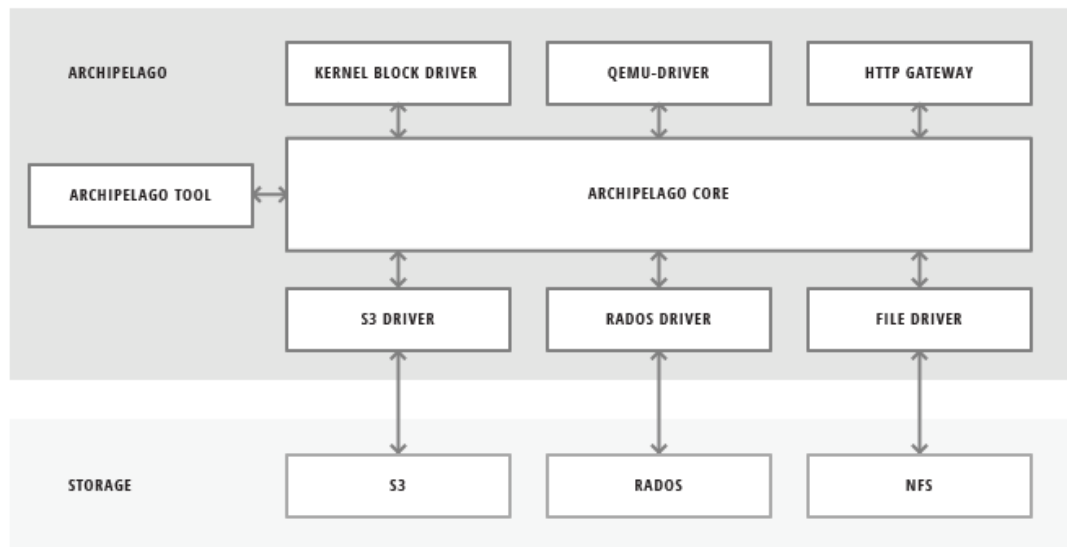 ARCHIPELAGO
KERNEL BLOCK DRIVER
QEMU-DRIVER
HTTP GATEWAY
ARCHIPELAGO TOOL
ARCHIPELAGO CORE
S3 DRIVER
RADOS DRIVER
FILE DRIVER
STORAGE
S3
RADOS
NFS